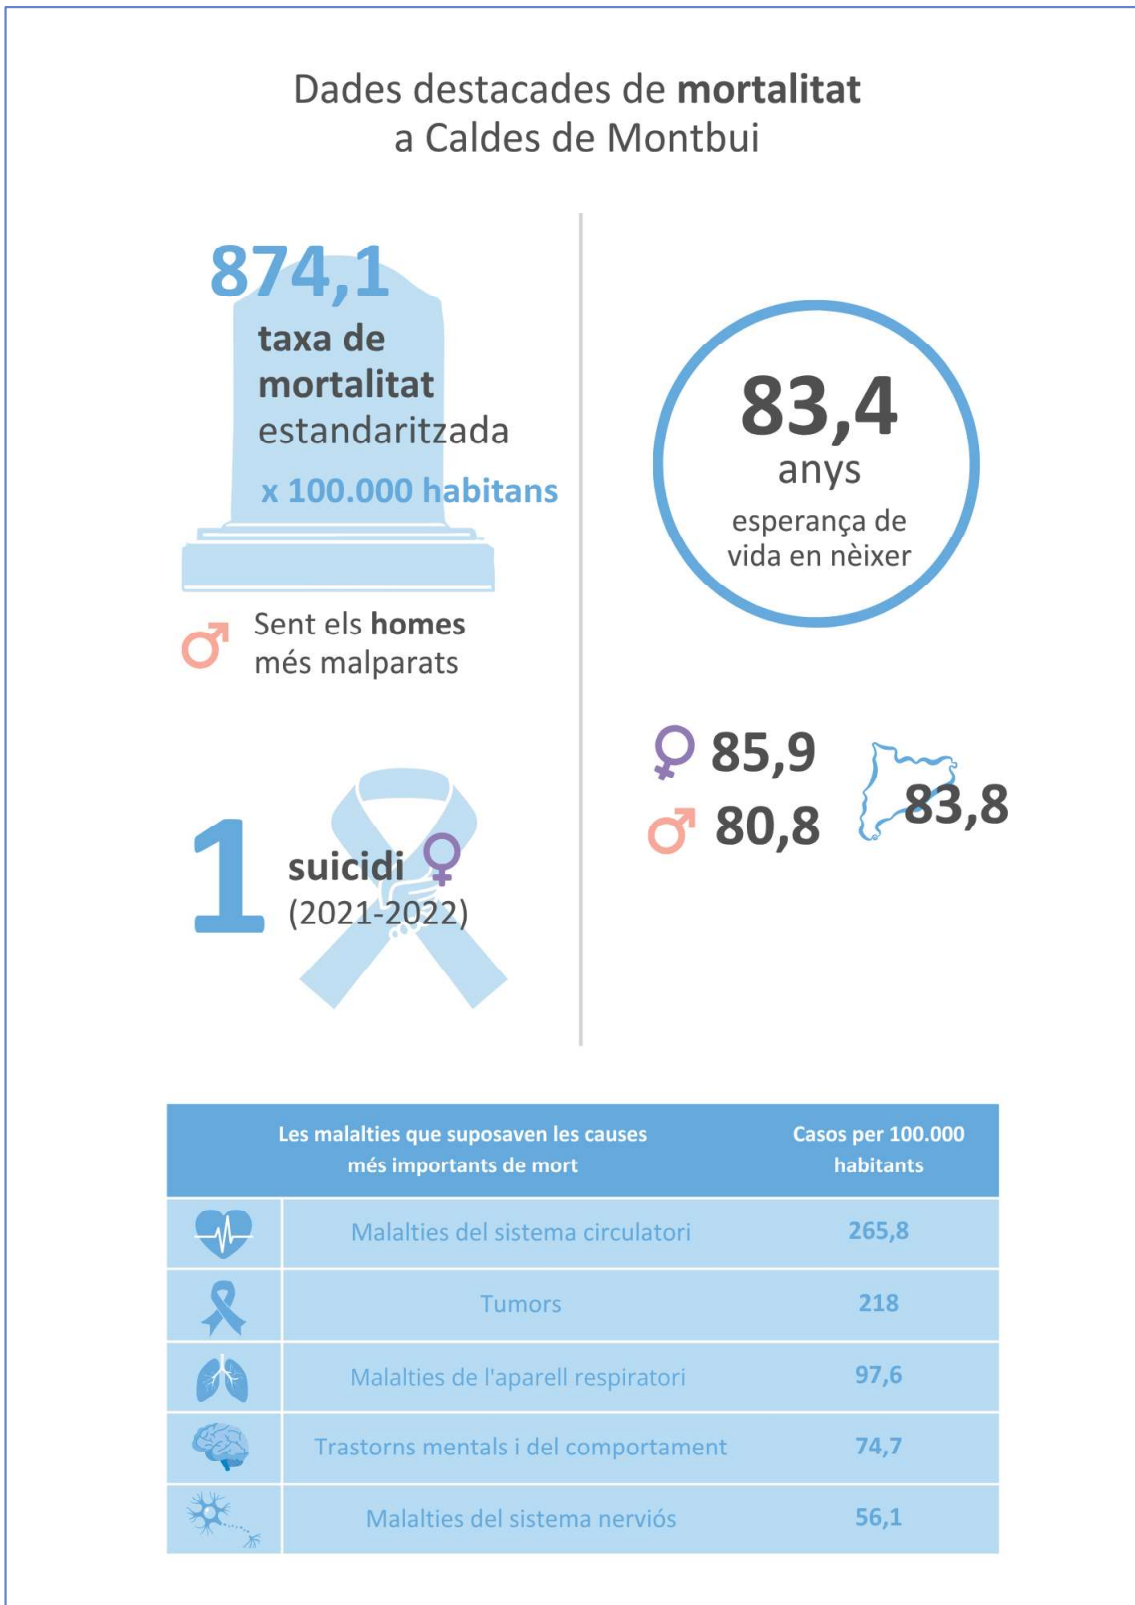 Dades destacades de mortalitat
a Caldes de Montbui
874,1
taxa de
mortalitat
estandaritzada
x 100.000 habitans
Sent els homes
més malparats
1
suicidi
(2021-2022)
83,4
anys
esperança de
vida en nèixer
85,9
80,8
83,8
Les malalties que suposaven les causes
més importants de mort
Casos per 100.000
habitants
Malalties del sistema circulatori
265,8
Tumors
218
Malalties de l'aparell respiratori
97,6
Trastorns mentals i del comportament
74,7
Malalties del sistema nerviós
56,1